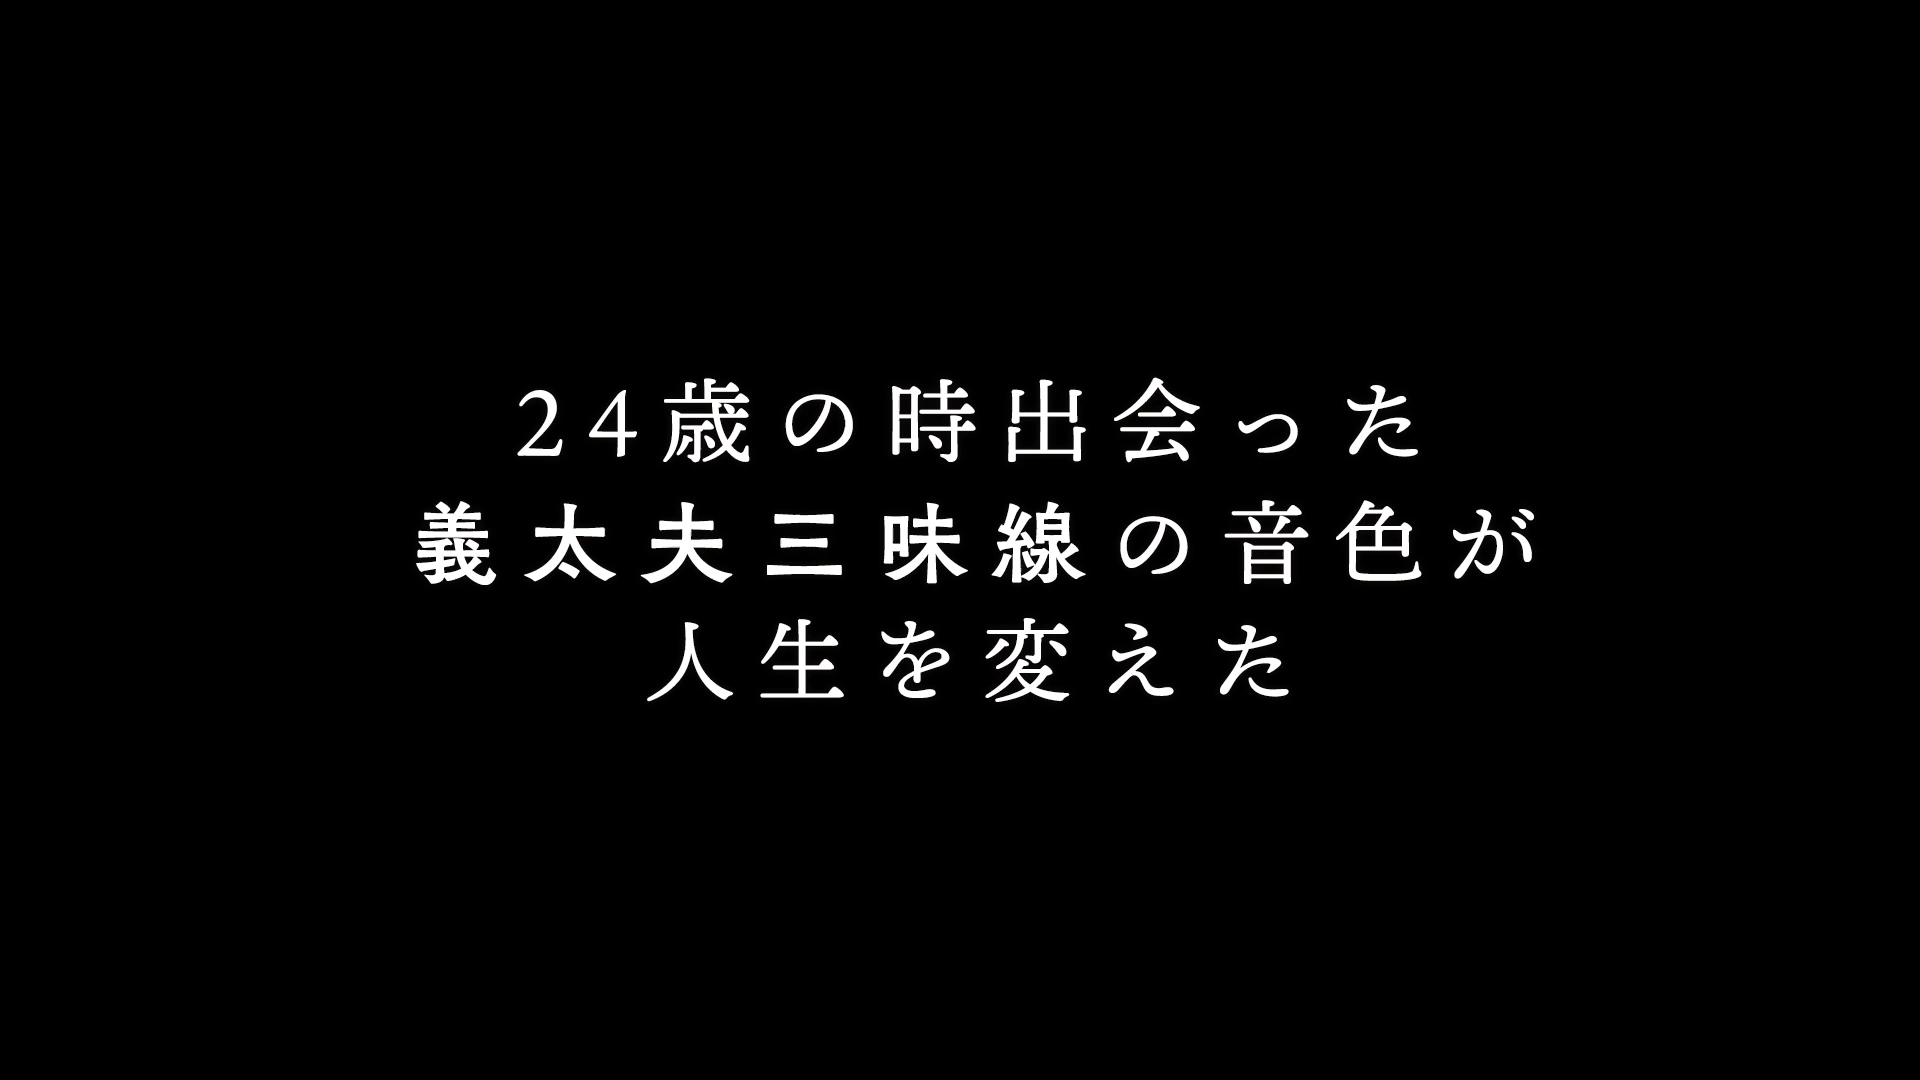 24歳の時出会った
義太夫三味線の音色が
人生を変えた